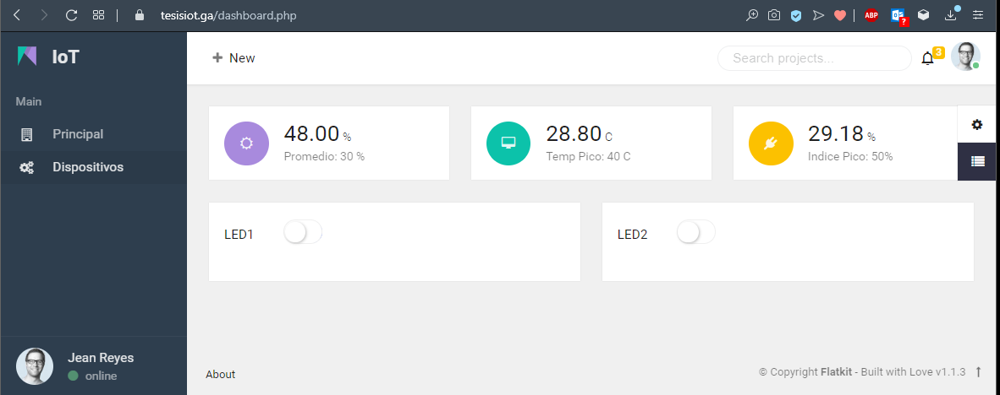 tesisiot.ga/dashboard.php
ABP
?
IoT
New
Search projects...
3
Main
Principal
Dispositivos
48.00 %
Promedio: 30 %
28.80 C
Temp Pico: 40 C
29.18 %
Indice Pico: 50%
LED1
LED2
Jean Reyes
online
About
© Copyright Flatkit - Built with Love v1.1.3